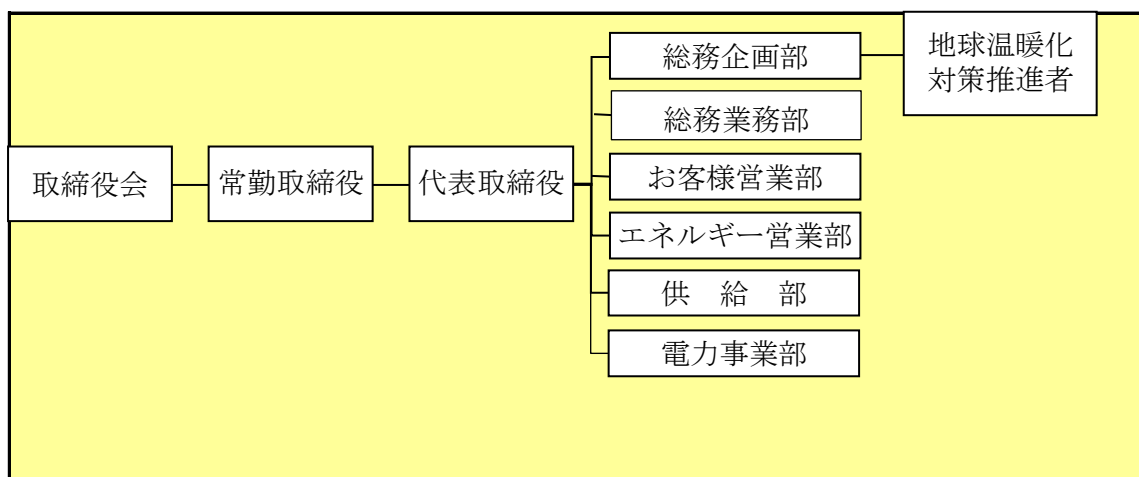 取締役会
常勤取締役
代表取締役
総務企画部
地球温暖化
対策推進者
総務業務部
お客様営業部
エネルギー営業部
供　給　部
電力事業部